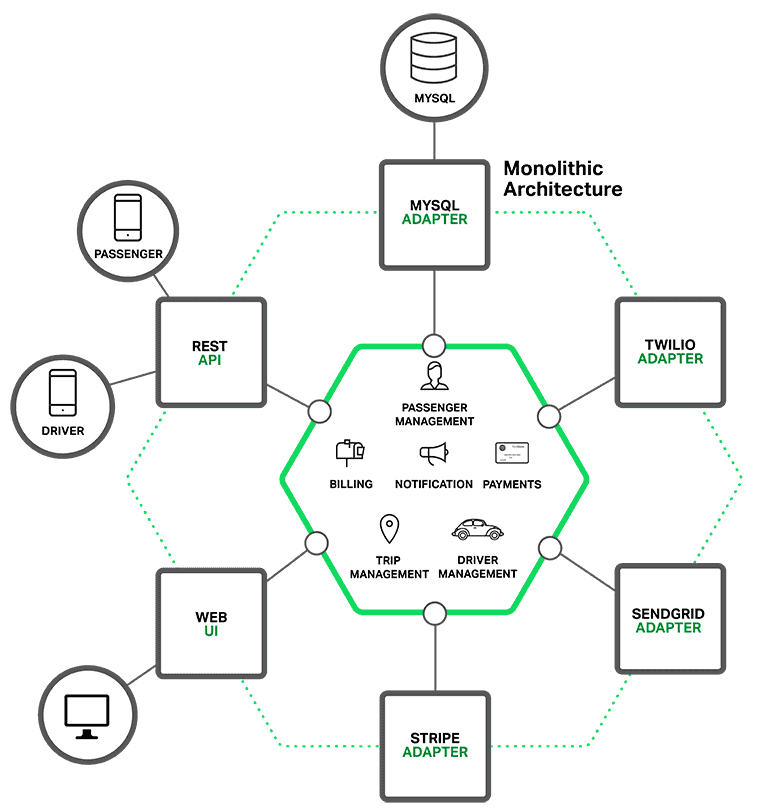 MYSQL
Monolithic
Architecture
MYSQL
ADAPTER
PASSENGER
REST
API
TWILIO
ADAPTER
DRIVER
PASSENGER
MANAGEMENT
BILLING
NOTIFICATION
PAYMENTS
TRIP
MANAGEMENT
DRIVER
MANAGEMENT
WEB
UI
SENDGRID
ADAPTER
STRIPE
ADAPTER